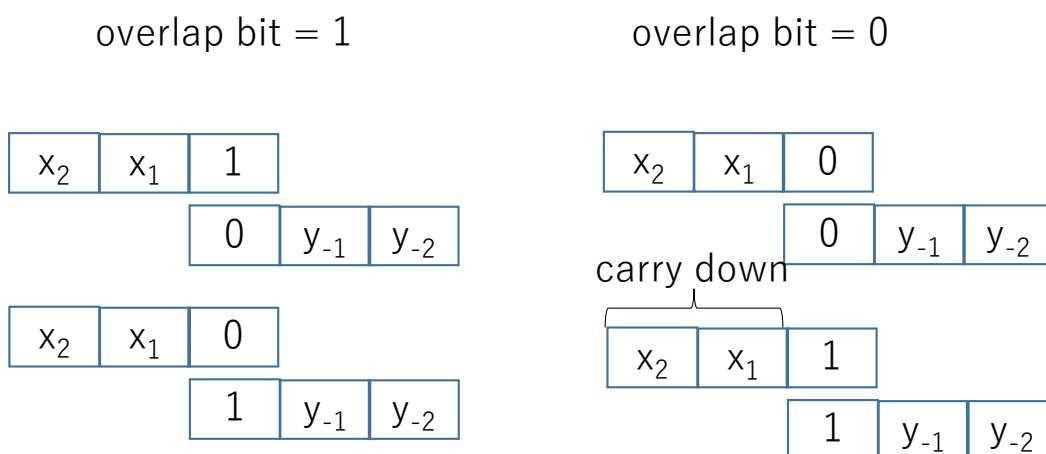 overlap bit = 1
overlap bit = 0
x₂ x₁ 1
0 y₋₁ y₋₂
x₂ x₁ 0
1 y₋₁ y₋₂
x₂ x₁ 0
0 y₋₁ y₋₂
carry down
x₂ x₁ 1
1 y₋₁ y₋₂